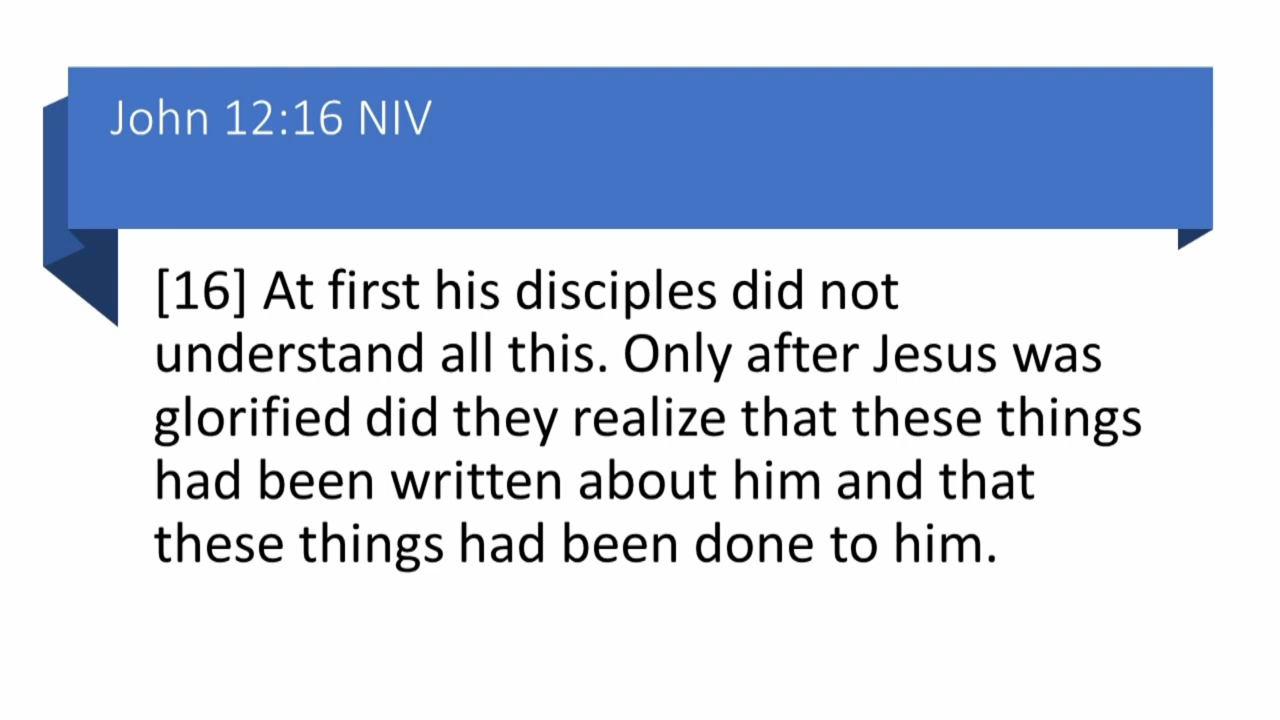 John 12:16 NIV
[16] At first his disciples did not
understand all this. Only after Jesus was
glorified did they realize that these things
had been written about him and that
these things had been done to him.